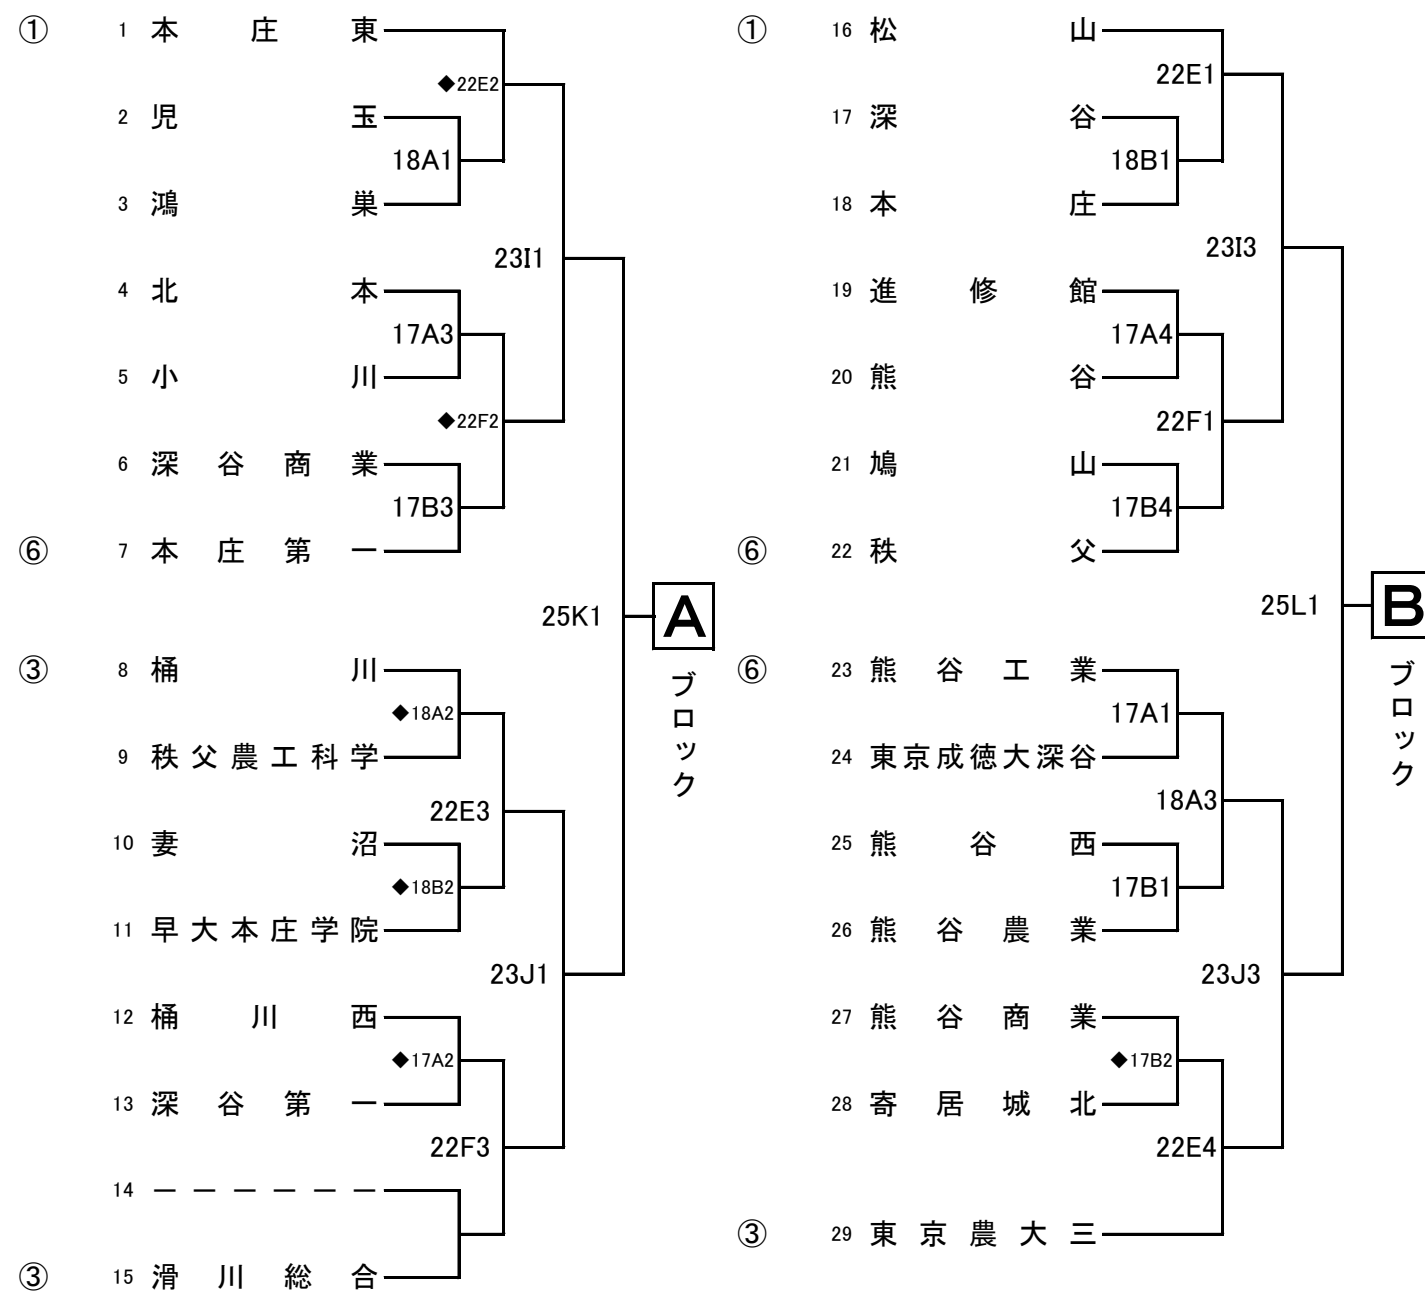 ① 1 本庄東
◆22E2
2 児玉
18A1
3 鴻巣
23I1
4 北本
17A3
5 小川
◆22F2
6 深谷商業
17B3
⑥ 7 本庄第一
25K1
A
ブロック
③ 8 桶川
◆18A2
9 秩父農工科学
22E3
10 妻沼
◆18B2
11 早大本庄学院
23J1
12 桶川西
◆17A2
13 深谷第一
22F3
14 ーーーーーー
③ 15 滑川総合
① 16 松山
22E1
17 深谷
18B1
18 本庄
23I3
19 進修館
17A4
20 熊谷
22F1
21 鳩山
17B4
⑥ 22 秩父
25L1
B
ブロック
⑥ 23 熊谷工業
17A1
24 東京成徳大深谷
18A3
25 熊谷西
17B1
26 熊谷農業
23J3
27 熊谷商業
◆17B2
28 寄居城北
22E4
③ 29 東京農大三